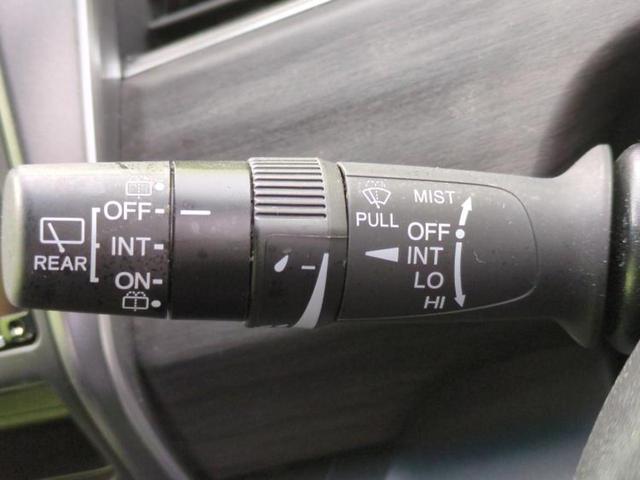 OFF
INT
ON
REAR
PULL
MIST
OFF
INT
LO
HI